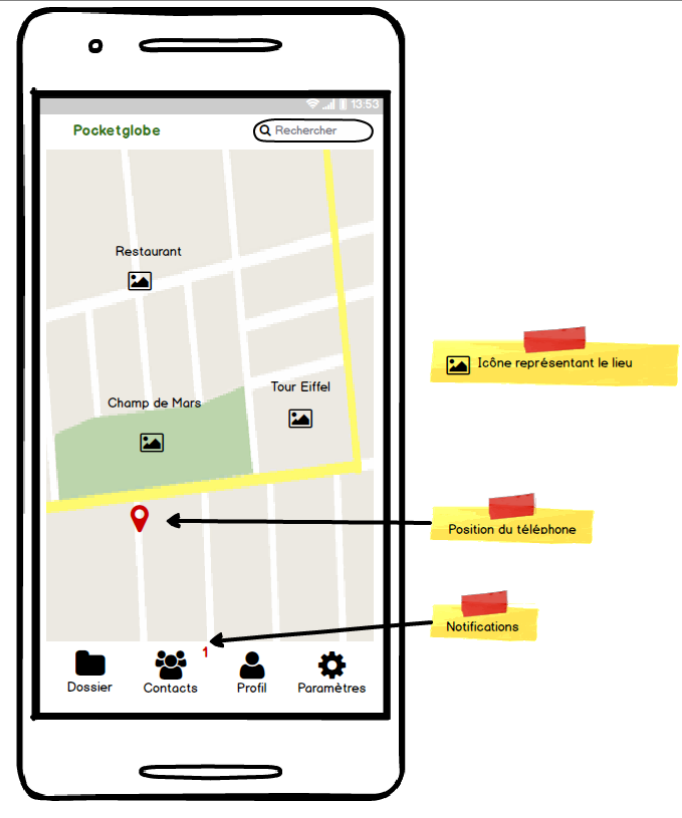 13:53
Pocketglobe
Rechercher
Restaurant
Champ de Mars
Tour Eiffel
Icône représentant le lieu
Position du téléphone
Notifications
1
Dossier
Contacts
Profil
Paramètres